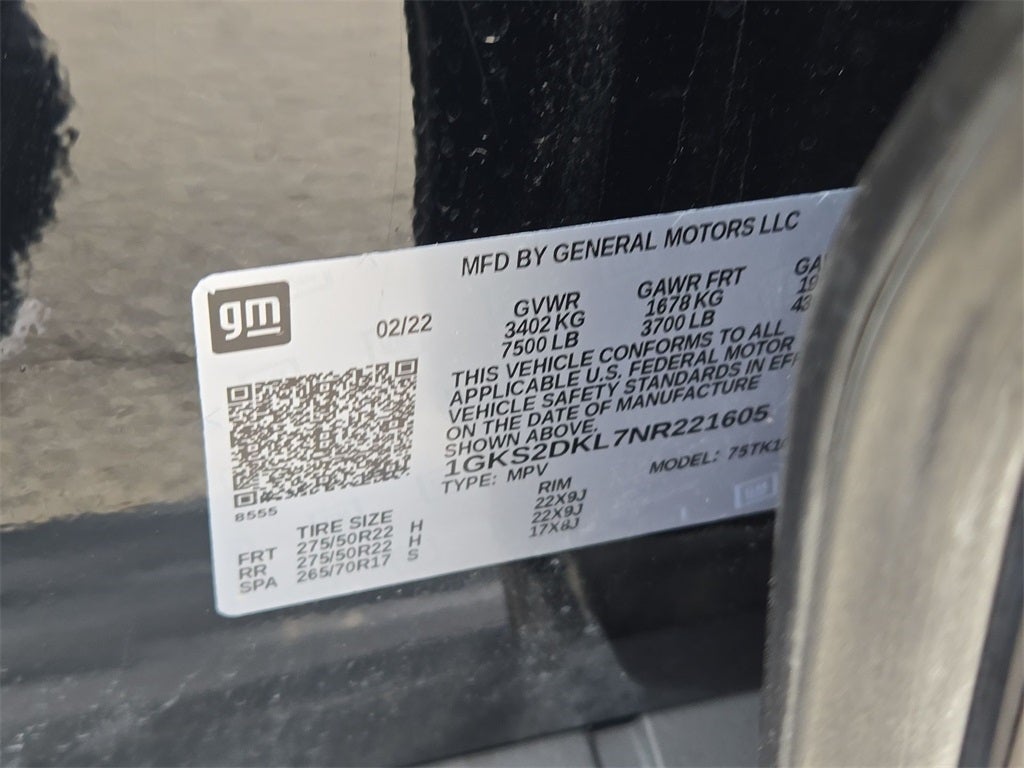 MFD BY GENERAL MOTORS LLC
gm
02/22
GVWR
3402 KG
7500 LB
GAWR FRT
1678 KG
3700 LB
THIS VEHICLE CONFORMS TO ALL
APPLICABLE U.S. FEDERAL MOTOR
VEHICLE SAFETY STANDARDS IN
ON THE DATE OF MANUFACTURE
SHOWN ABOVE.
1GKS2DKL7NR221605
TYPE: MPV
MODEL:
8555
TIRE SIZE
RIM
FRT 275/50R22 H 22X9J
RR 275/50R22 H 22X9J
SPA 265/70R17 S 17X8J